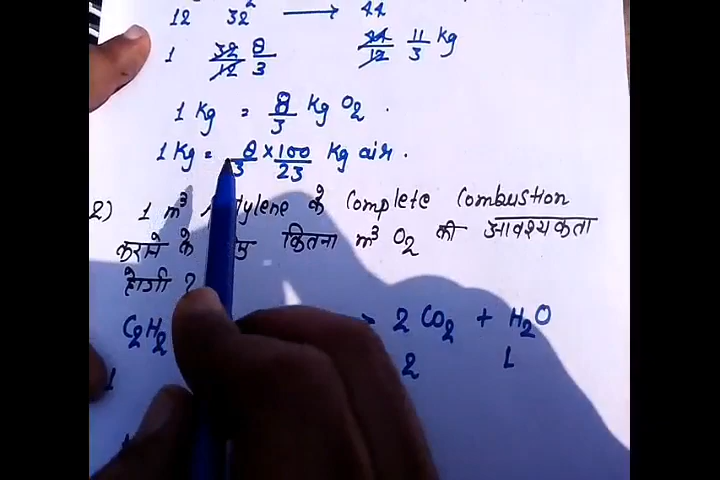 12 32 → 44
1 32/12 8/3 44/12 11/3 kg
1 Kg = 8/3 Kg O2 .
1 Kg = 8/3 × 100/23 Kg air .
2) 1 m³ के Complete Combustion
कराने के कितना m³ O2 की आवश्यकता
होगी ?
C2H2 → 2 CO2 + H2O
1 2 1